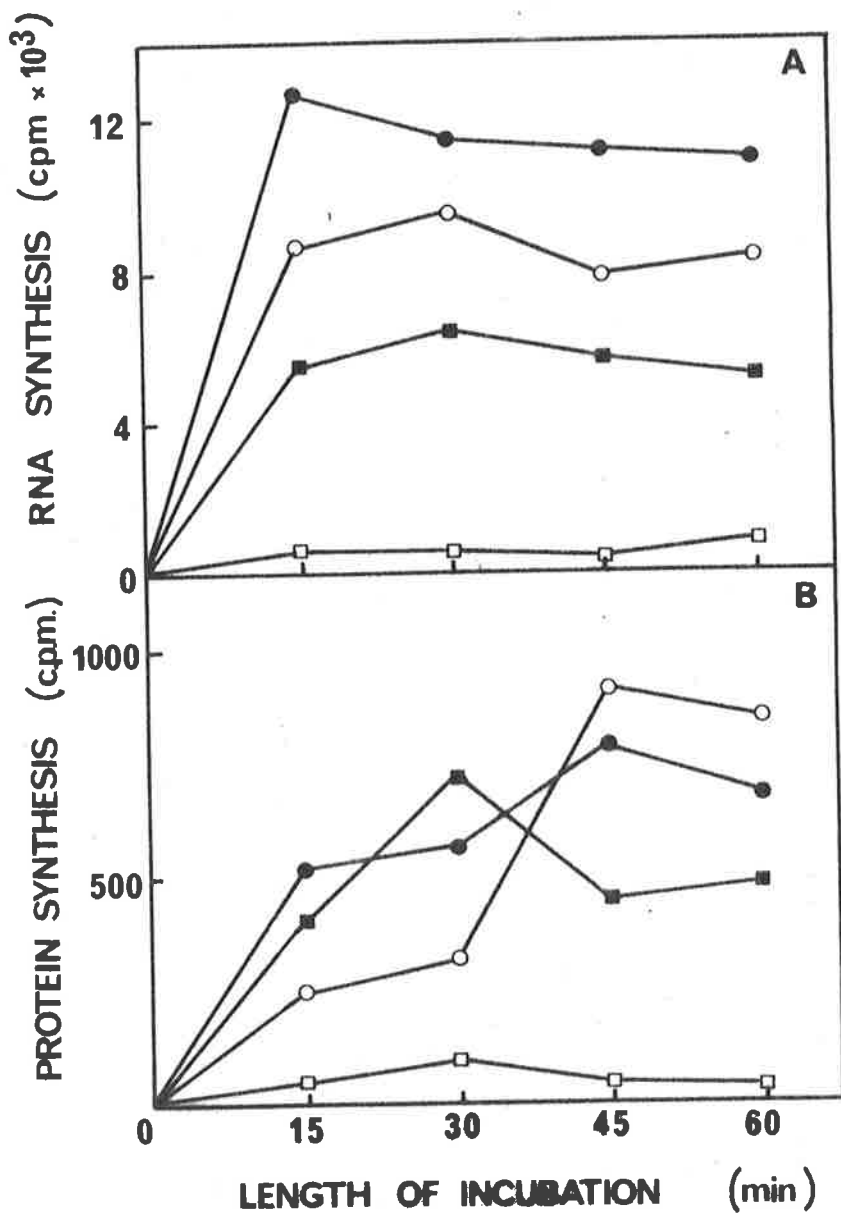 RNA SYNTHESIS (cpm × 10³)
12
8
4
0
A
PROTEIN SYNTHESIS (c.p.m.)
1000
500
B
0 15 30 45 60
LENGTH OF INCUBATION (min)